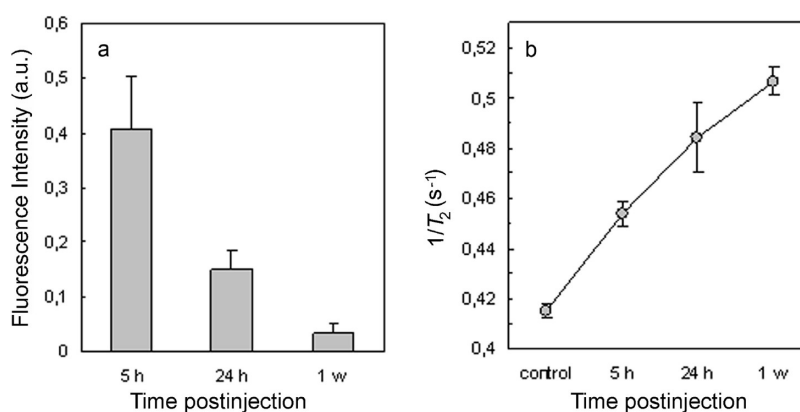 a
Fluorescence Intensity (a.u.)
0,6
0,5
0,4
0,3
0,2
0,1
0
5 h 24 h 1 w
Time postinjection
b
1/T₂ (s⁻¹)
0,52
0,5
0,48
0,46
0,44
0,42
0,4
control 5 h 24 h 1 w
Time postinjection